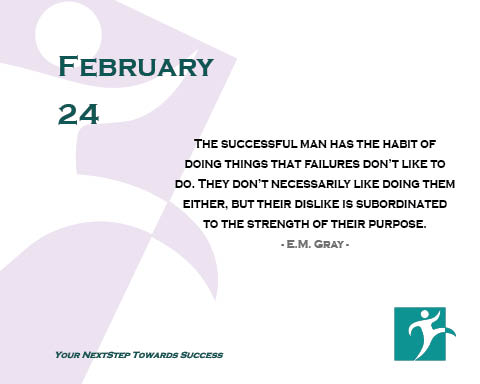 February
24
The successful man has the habit of
doing things that failures don't like to
do. They don't necessarily like doing them
either, but their dislike is subordinated
to the strength of their purpose.
- E.M. Gray -
Your NextStep Towards Success